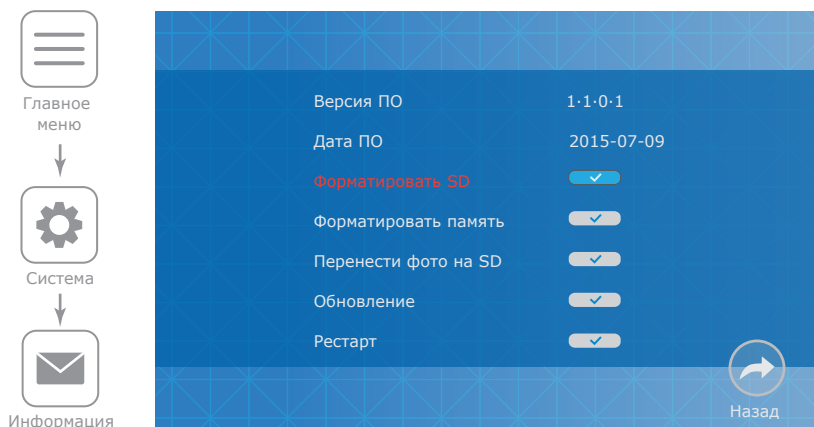 Главное
меню
Система
Информация
Версия ПО 1·1·0·1
Дата ПО 2015-07-09
Форматировать SD
Форматировать память
Перенести фото на SD
Обновление
Рестарт
Назад